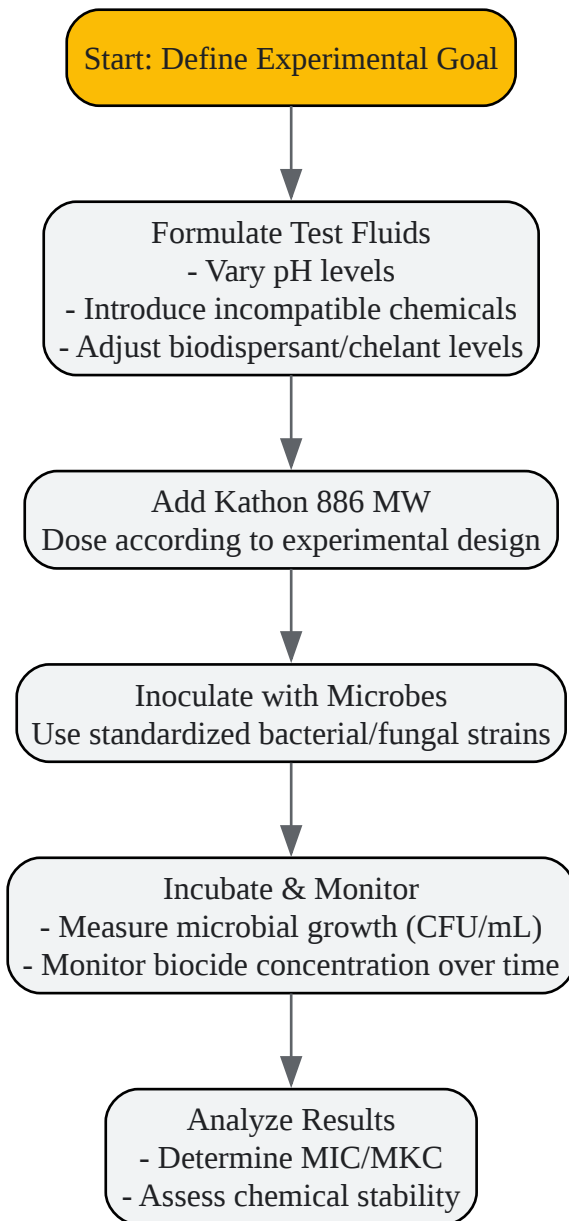 Start: Define Experimental Goal
Formulate Test Fluids
- Vary pH levels
- Introduce incompatible chemicals
- Adjust biodispersant/chelant levels
Add Kathon 886 MW
Dose according to experimental design
Inoculate with Microbes
Use standardized bacterial/fungal strains
Incubate & Monitor
- Measure microbial growth (CFU/mL)
- Monitor biocide concentration over time
Analyze Results
- Determine MIC/MKC
- Assess chemical stability